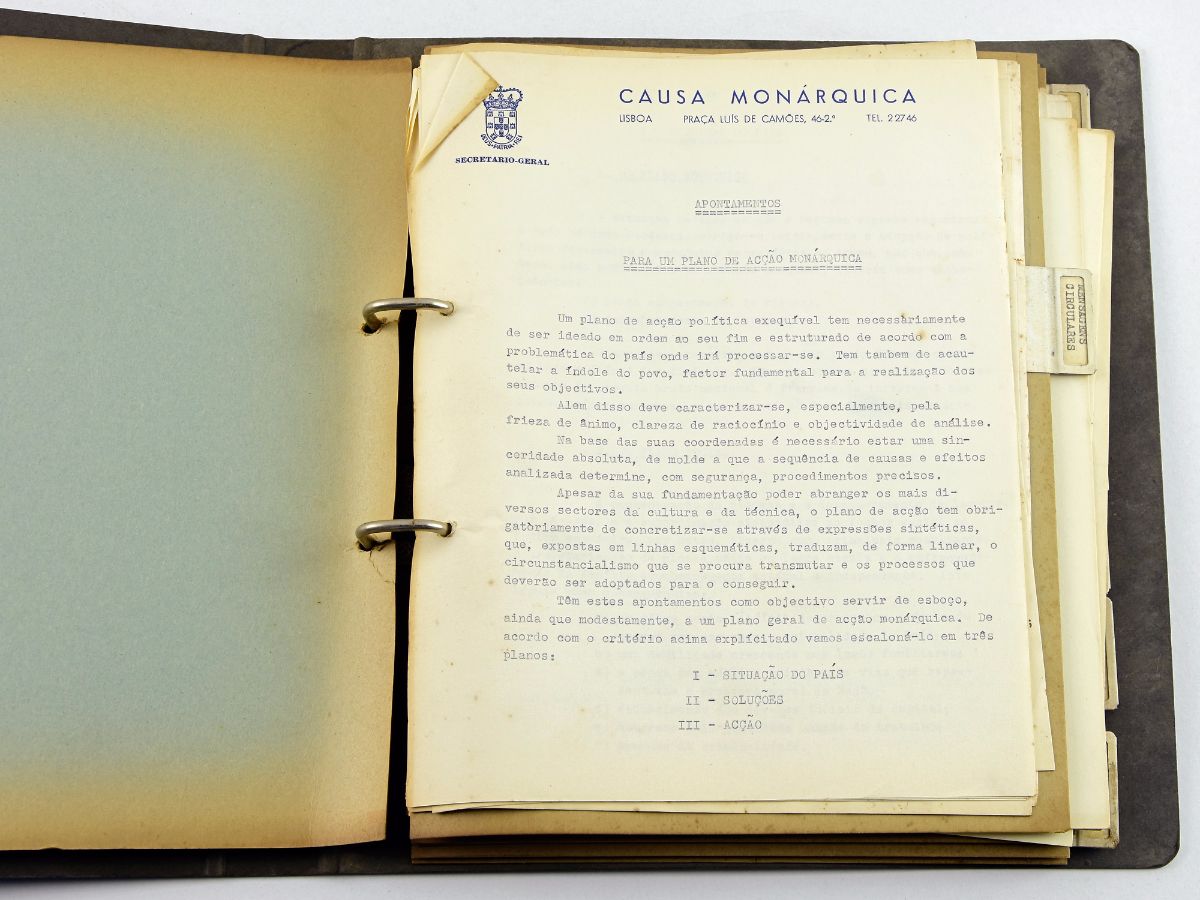 CAUSA MONÁRQUICA
LISBOA PRAÇA LUÍS DE CAMÕES, 46-2.º TEL. 22746
SECRETARIO-GERAL
APONTAMENTOS
PARA UM PLANO DE ACÇÃO MONÁRQUICA
Um plano de acção política exequível tem necessàriamente
de ser ideado em ordem ao seu fim e estruturado de acordo com a
problemática do país onde irá processar-se. Tem tambem de acau-
telar a índole do povo, factor fundamental para a realização dos
seus objectivos.
Alem disso deve caracterizar-se, especialmente, pela
frieza de ânimo, clareza de raciocínio e objectividade de análise.
Na base das suas coordenadas é necessário estar uma sin-
ceridade absoluta, de molde a que a sequência de causas e efeitos
analizada determine, com segurança, procedimentos precisos.
Apesar da sua fundamentação poder abranger os mais di-
versos sectores da cultura e da técnica, o plano de acção tem obri-
gatòriamente de concretizar-se através de expressões sintéticas,
que, expostas em linhas esquemáticas, traduzam, de forma linear, o
circunstancialismo que se procura transmutar e os processos que
deverão ser adoptados para o conseguir.
Têm estes apontamentos como objectivo servir de esboço,
ainda que modestamente, a um plano geral de acção monárquica. De
acordo com o critério acima explícitado vamos escaloná-lo em três
planos:
I - SITUAÇÃO DO PAÍS
II - SOLUÇÕES
III - ACÇÃO
MENSAJENS
CIRCULARES